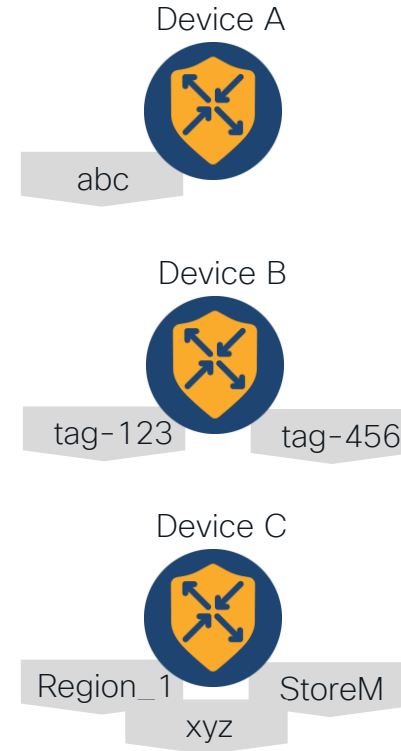 Device A
abc
Device B
tag-123
tag-456
Device C
Region_1
StoreM
xyz